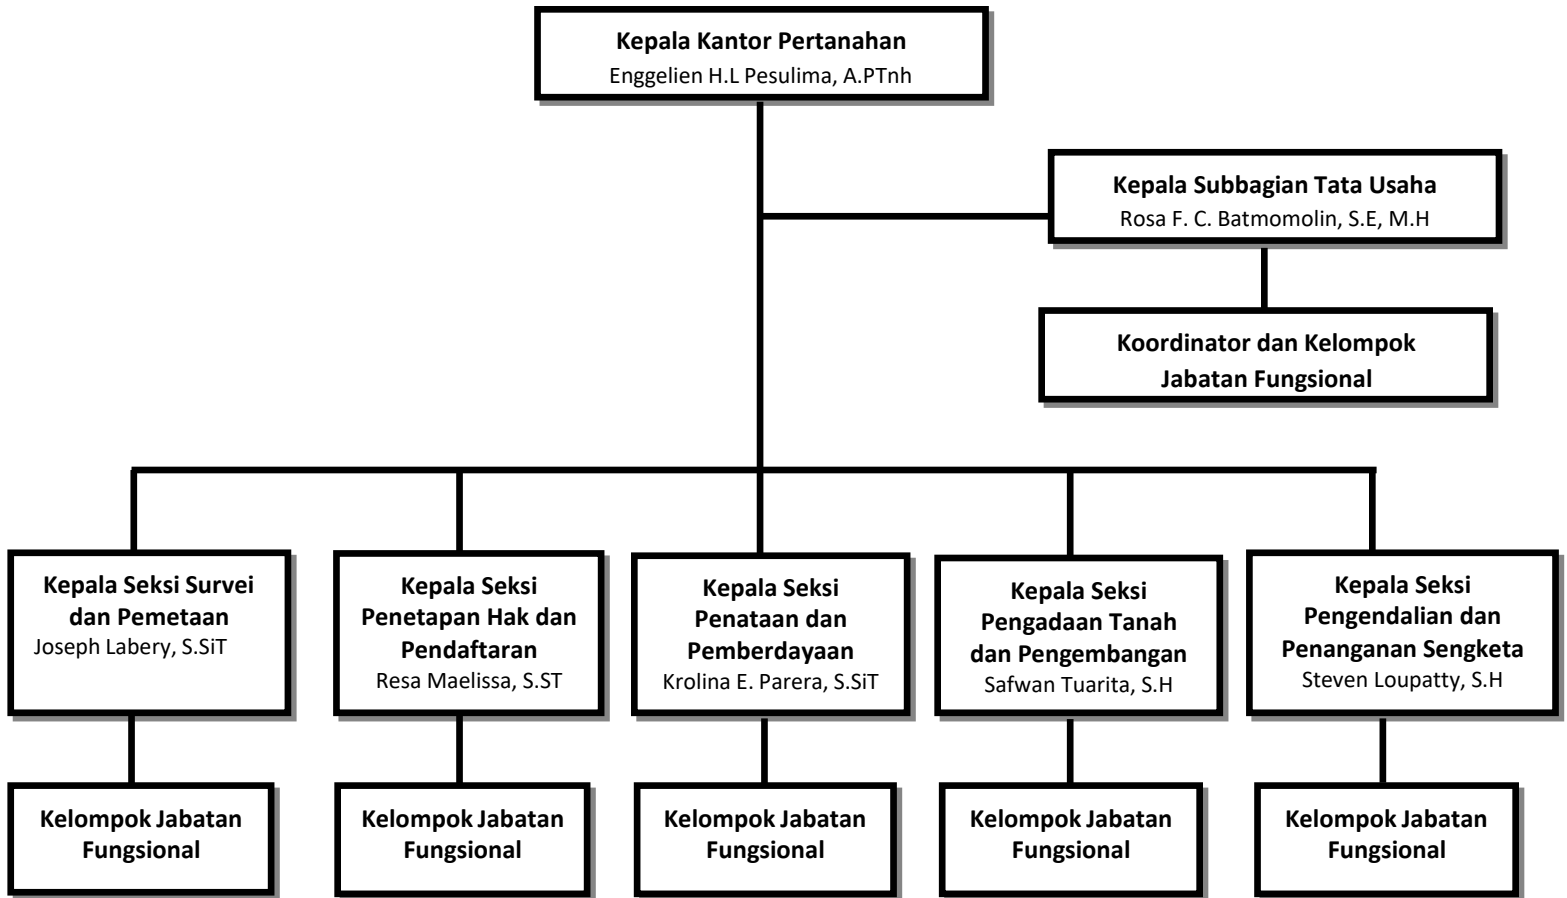 Kepala Kantor Pertanahan
Enggelien H.L Pesulima, A.PTnh
Kepala Subbagian Tata Usaha
Rosa F. C. Batmomolin, S.E, M.H
Koordinator dan Kelompok
Jabatan Fungsional
Kepala Seksi Survei
dan Pemetaan
Joseph Labery, S.SiT
Kepala Seksi
Penetapan Hak dan
Pendaftaran
Resa Maelissa, S.ST
Kepala Seksi
Penataan dan
Pemberdayaan
Krolina E. Parera, S.SiT
Kepala Seksi
Pengadaan Tanah
dan Pengembangan
Safwan Tuarita, S.H
Kepala Seksi
Pengendalian dan
Penanganan Sengketa
Steven Loupatty, S.H
Kelompok Jabatan
Fungsional
Kelompok Jabatan
Fungsional
Kelompok Jabatan
Fungsional
Kelompok Jabatan
Fungsional
Kelompok Jabatan
Fungsional